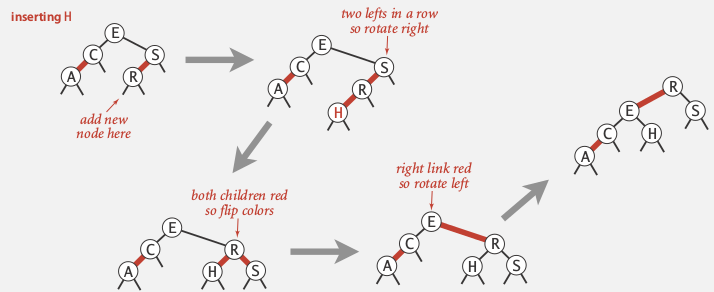 inserting H
E
C
S
A
R
add new
node here
two lefts in a row
so rotate right
E
C
S
A
R
H
both children red
so flip colors
E
C
R
A
H
S
right link red
so rotate left
E
C
R
A
H
S
R
E
S
C
H
A